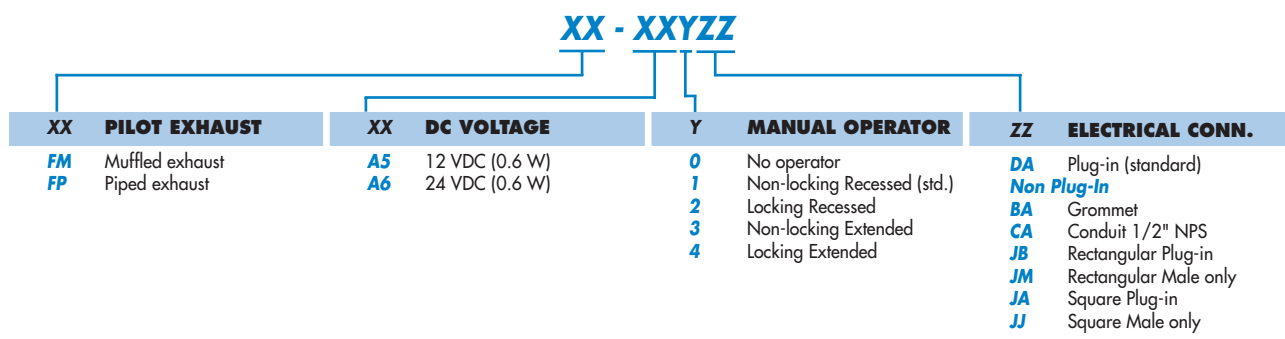 XX - XXYZZ
XX PILOT EXHAUST
FM Muffled exhaust
FP Piped exhaust
XX DC VOLTAGE
A5 12 VDC (0.6 W)
A6 24 VDC (0.6 W)
Y MANUAL OPERATOR
0 No operator
1 Non-locking Recessed (std.)
2 Locking Recessed
3 Non-locking Extended
4 Locking Extended
ZZ ELECTRICAL CONN.
DA Plug-in (standard)
Non Plug-In
BA Grommet
CA Conduit 1/2" NPS
JB Rectangular Plug-in
JM Rectangular Male only
JA Square Plug-in
JJ Square Male only